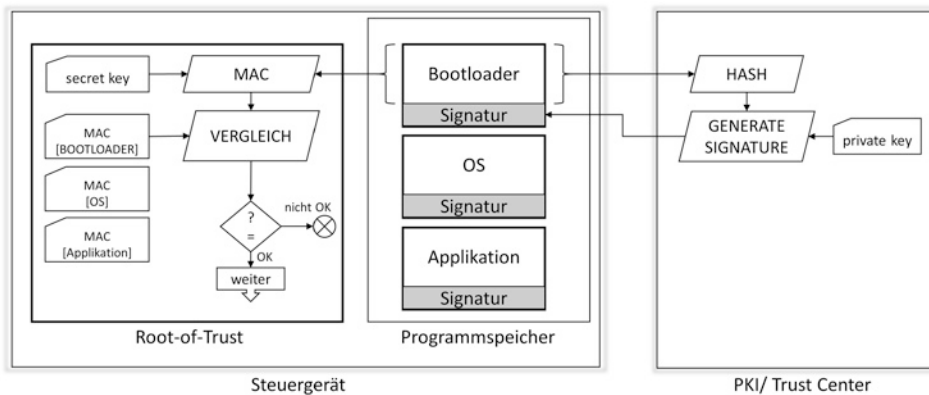 secret key
MAC
MAC
[BOOTLOADER]
VERGLEICH
MAC
[OS]
MAC
[Applikation]
?
=
nicht OK
OK
weiter
Root-of-Trust
Bootloader
Signatur
OS
Signatur
Applikation
Signatur
Programmspeicher
Steuergerät
HASH
GENERATE
SIGNATURE
private key
PKI/ Trust Center